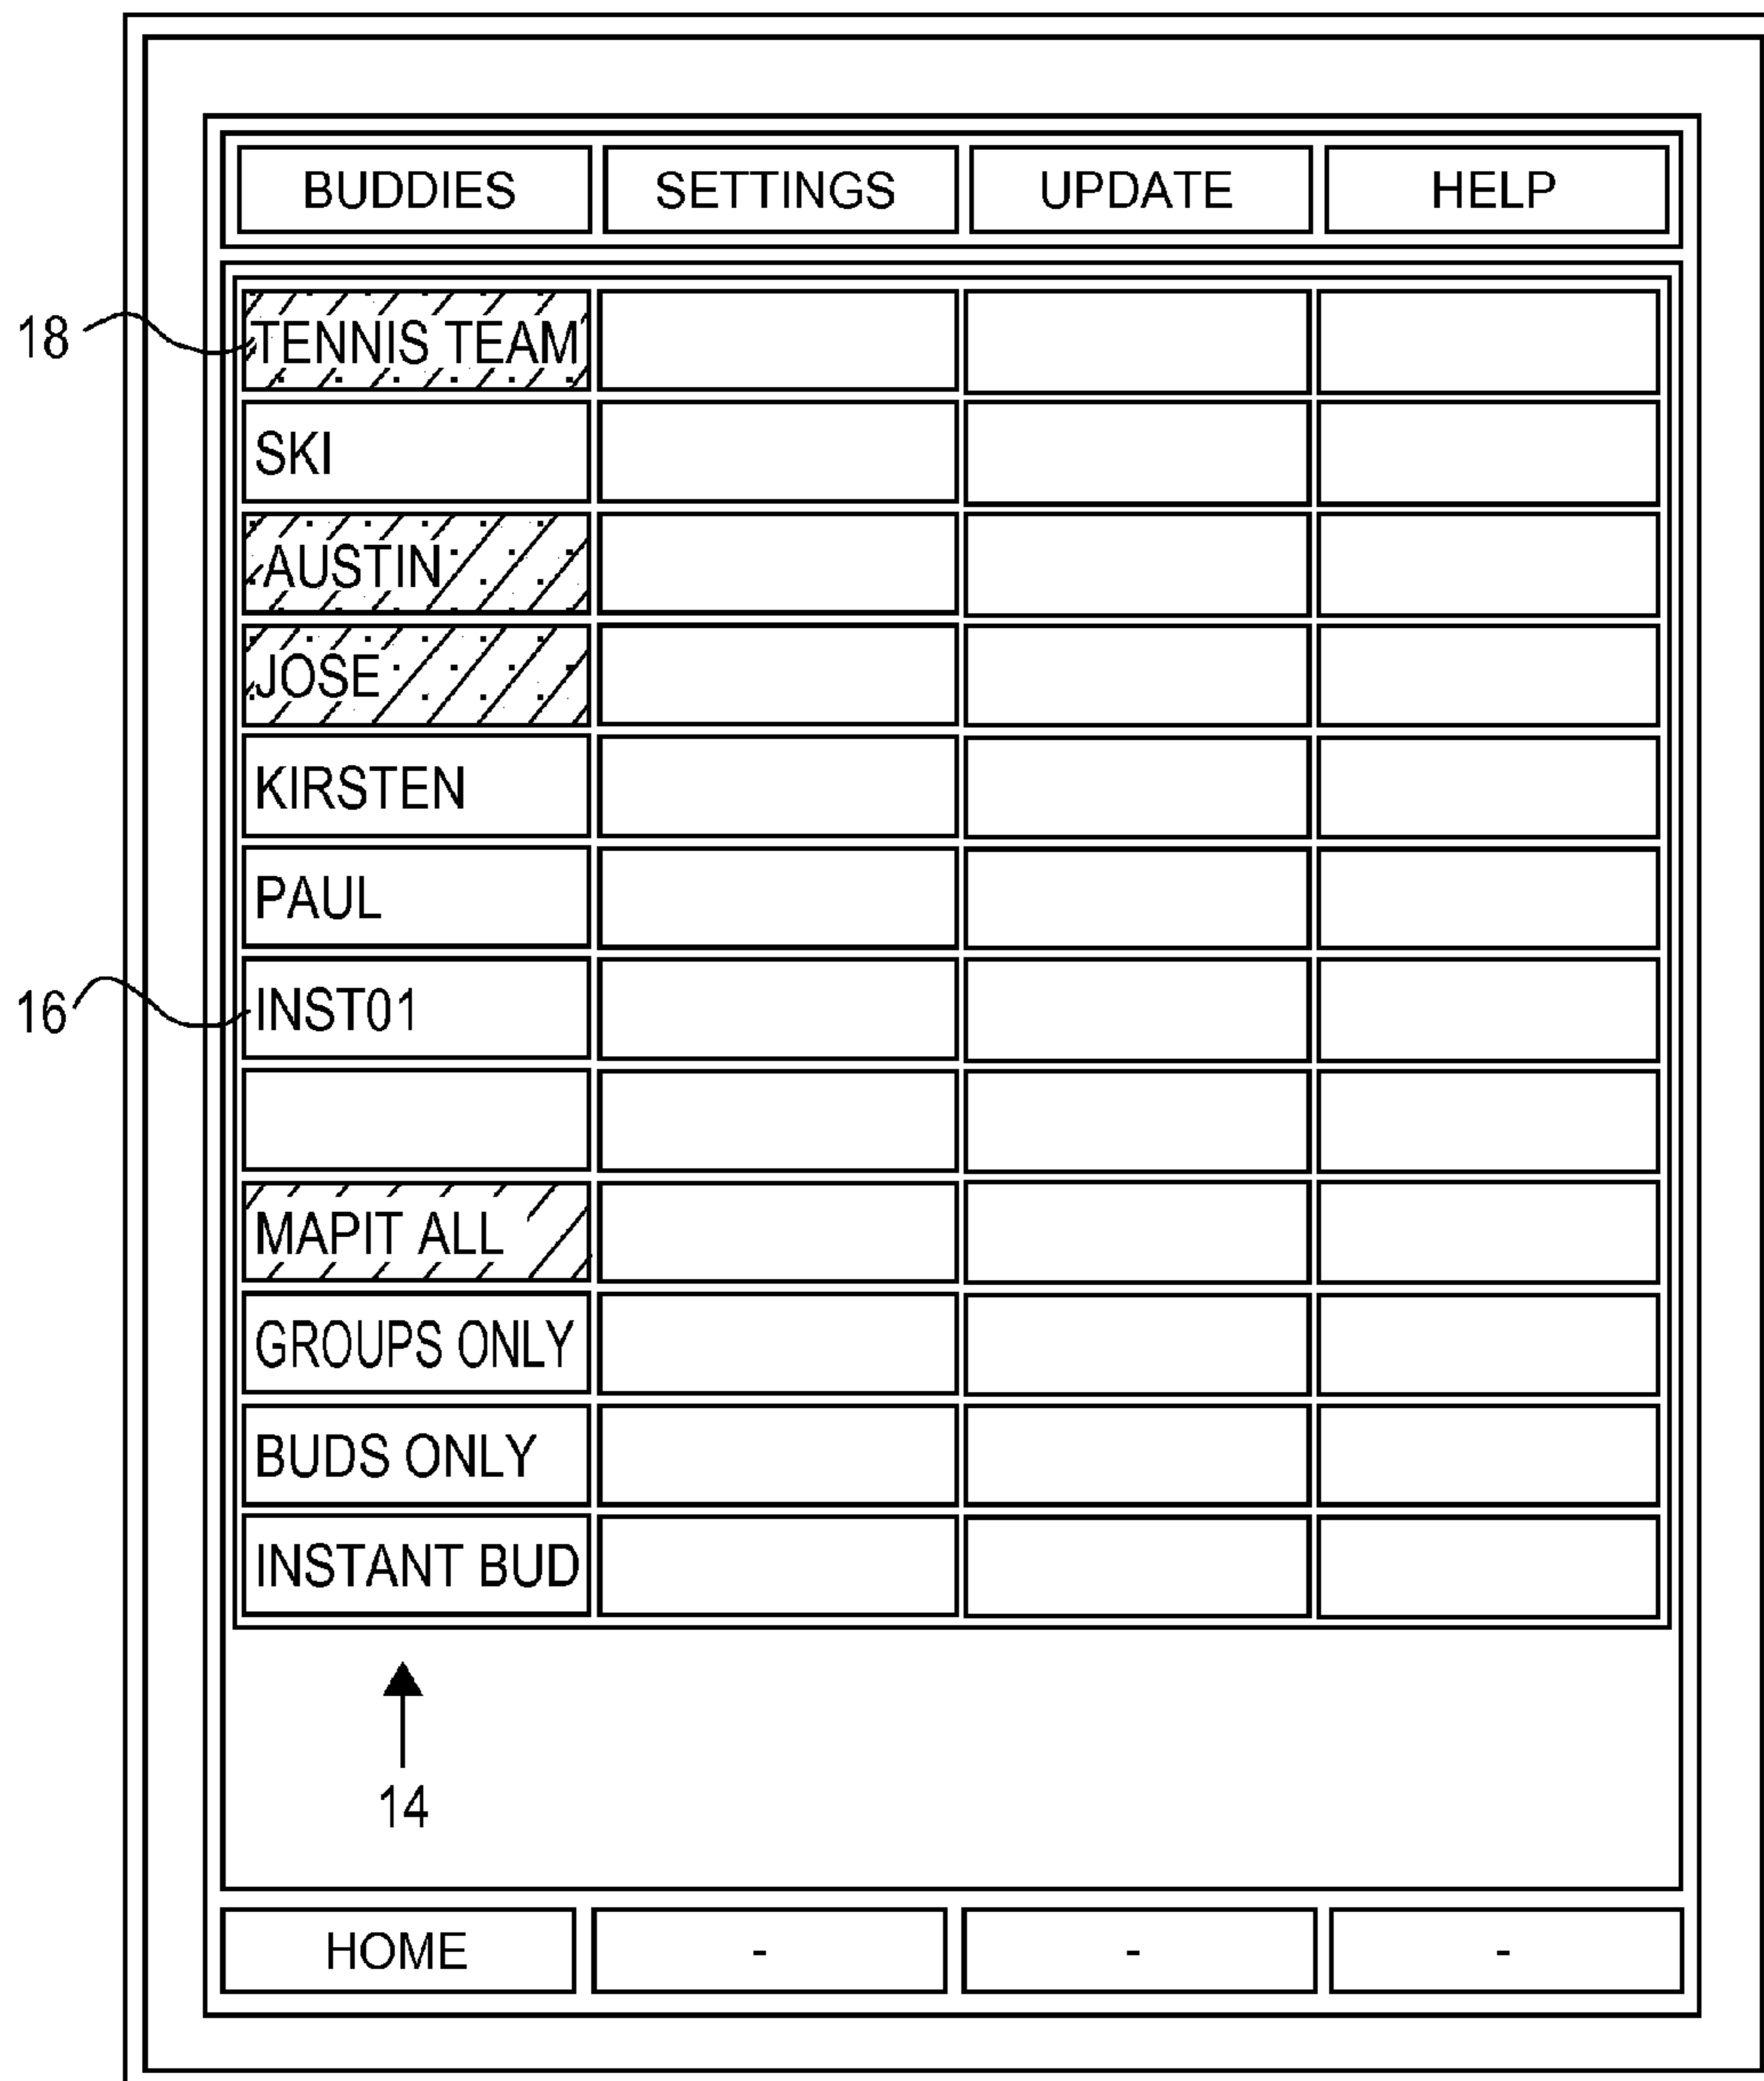 BUDDIES SETTINGS UPDATE HELP
18 TENNIS TEAM
SKI
AUSTIN
JOSE
KIRSTEN
PAUL
16 INST01
MAPIT ALL
GROUPS ONLY
BUDS ONLY
INSTANT BUD
14
HOME - - -